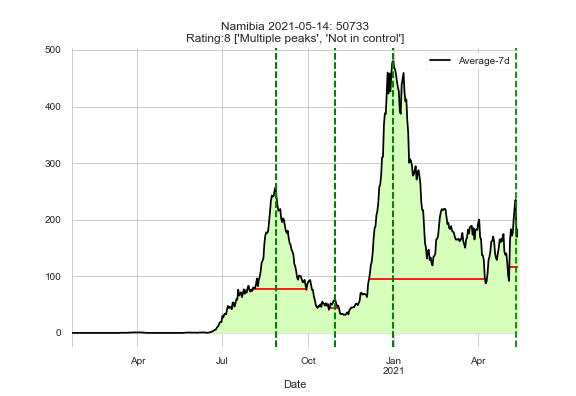 Namibia 2021-05-14: 50733
Rating:8 ['Multiple peaks', 'Not in control']
Average-7d
500
400
300
200
100
0
Apr
Jul
Oct
Jan
2021
Apr
Date